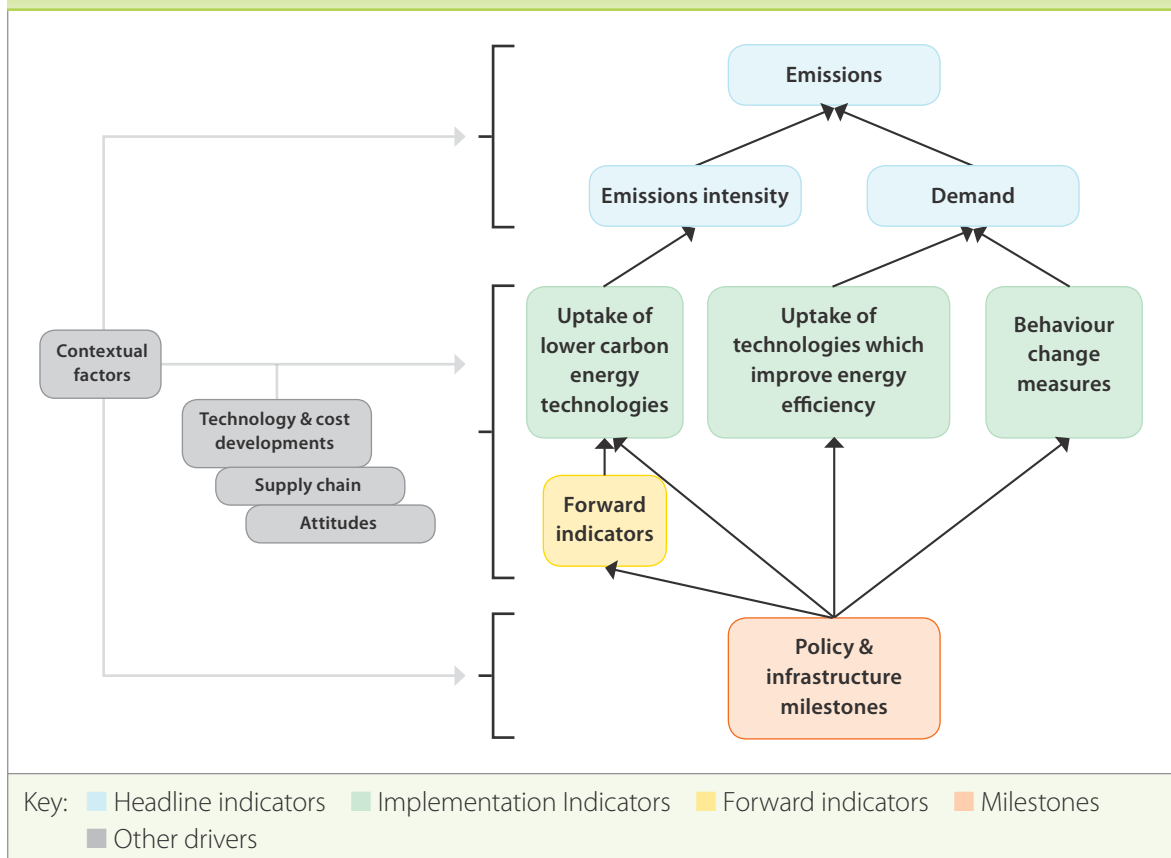 Emissions
Emissions intensity
Demand
Uptake of
lower carbon
energy
technologies
Uptake of
technologies which
improve energy
efficiency
Behaviour
change
measures
Contextual
factors
Technology & cost
developments
Supply chain
Attitudes
Forward
indicators
Policy &
infrastructure
milestones
Key: Headline indicators Implementation Indicators Forward indicators Milestones
Other drivers